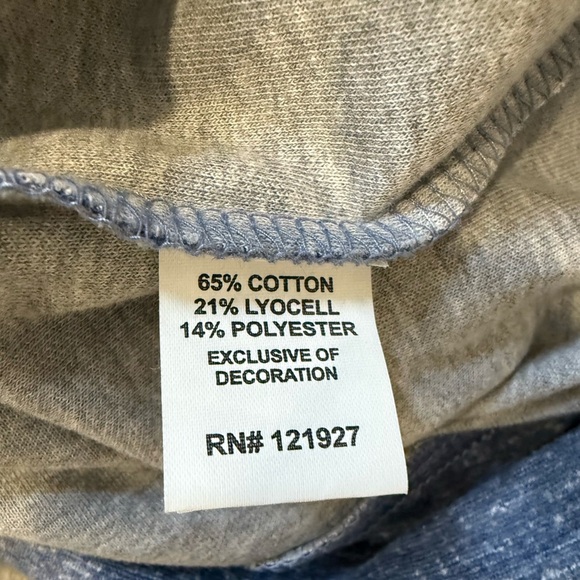 65% COTTON
21% LYOCELL
14% POLYESTER
EXCLUSIVE OF
DECORATION
RN# 121927